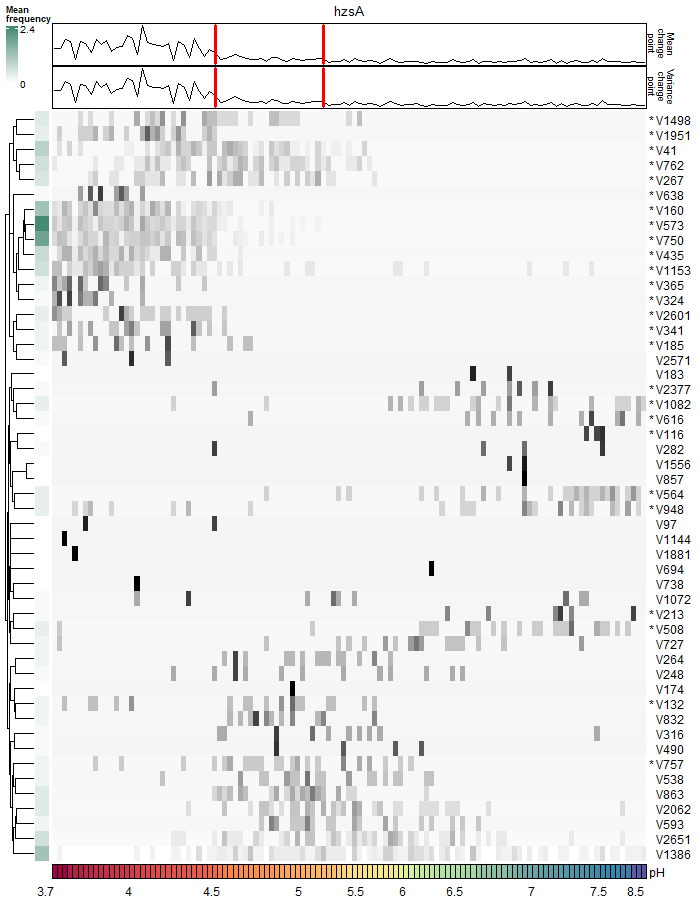 hzsA
Mean
frequency
2.4
0
Mean
change
point
Variance
change
point
* V1498
* V1951
* V41
* V762
* V267
* V638
* V160
* V573
* V750
* V435
* V1153
* V365
* V324
* V2601
* V341
* V185
V2571
V183
* V2377
* V1082
* V616
* V116
V282
V1556
V857
* V564
* V948
V97
V1144
V1881
V694
V738
V1072
* V213
* V508
V727
V264
V248
V174
* V132
V832
V316
V490
* V757
V538
V863
V2062
V593
V2651
V1386
pH
3.7 4 4.5 5 5.5 6 6.5 7 7.5 8.5